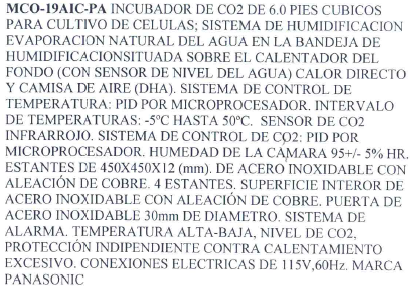 MCO-19AIC-PA INCUBADOR DE CO2 DE 6.0 PIES CUBICOS
PARA CULTIVO DE CELULAS; SISTEMA DE HUMIDIFICACION
EVAPORACION NATURAL DEL AGUA EN LA BANDEJA DE
HUMIDIFICACIONSITUADA SOBRE EL CALENTADOR DEL
FONDO (CON SENSOR DE NIVEL DEL AGUA) CALOR DIRECTO
Y CAMISA DE AIRE (DHA). SISTEMA DE CONTROL DE
TEMPERATURA: PID POR MICROPROCESADOR. INTERVALO
DE TEMPERATURAS: -5ºC HASTA 50ºC. SENSOR DE CO2
INFRARROJO. SISTEMA DE CONTROL DE CO2: PID POR
MICROPROCESADOR. HUMEDAD DE LA CAMARA 95+/- 5% HR.
ESTANTES DE 450X450X12 (mm). DE ACERO INOXIDABLE CON
ALEACIÓN DE COBRE. 4 ESTANTES. SUPERFICIE INTERIOR DE
ACERO INOXIDABLE CON ALEACIÓN DE COBRE. PUERTA DE
ACERO INOXIDABLE 30mm DE DIAMETRO. SISTEMA DE
ALARMA. TEMPERATURA ALTA-BAJA, NIVEL DE CO2,
PROTECCIÓN INDIPENDIENTE CONTRA CALENTAMIENTO
EXCESIVO. CONEXIONES ELECTRICAS DE 115V,60Hz. MARCA
PANASONIC